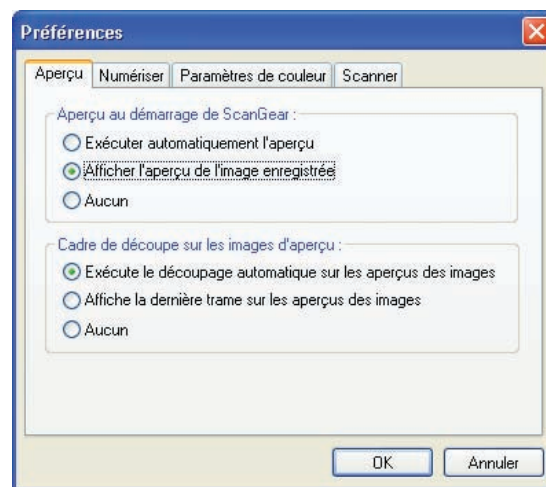 Préférences
Aperçu Numériser Paramètres de couleur Scanner
Aperçu au démarrage de ScanGear :
Exécuter automatiquement l'aperçu
Afficher l'aperçu de l'image enregistrée
Aucun
Cadre de découpe sur les images d'aperçu :
Exécute le découpage automatique sur les aperçus des images
Affiche la dernière trame sur les aperçus des images
Aucun
OK Annuler